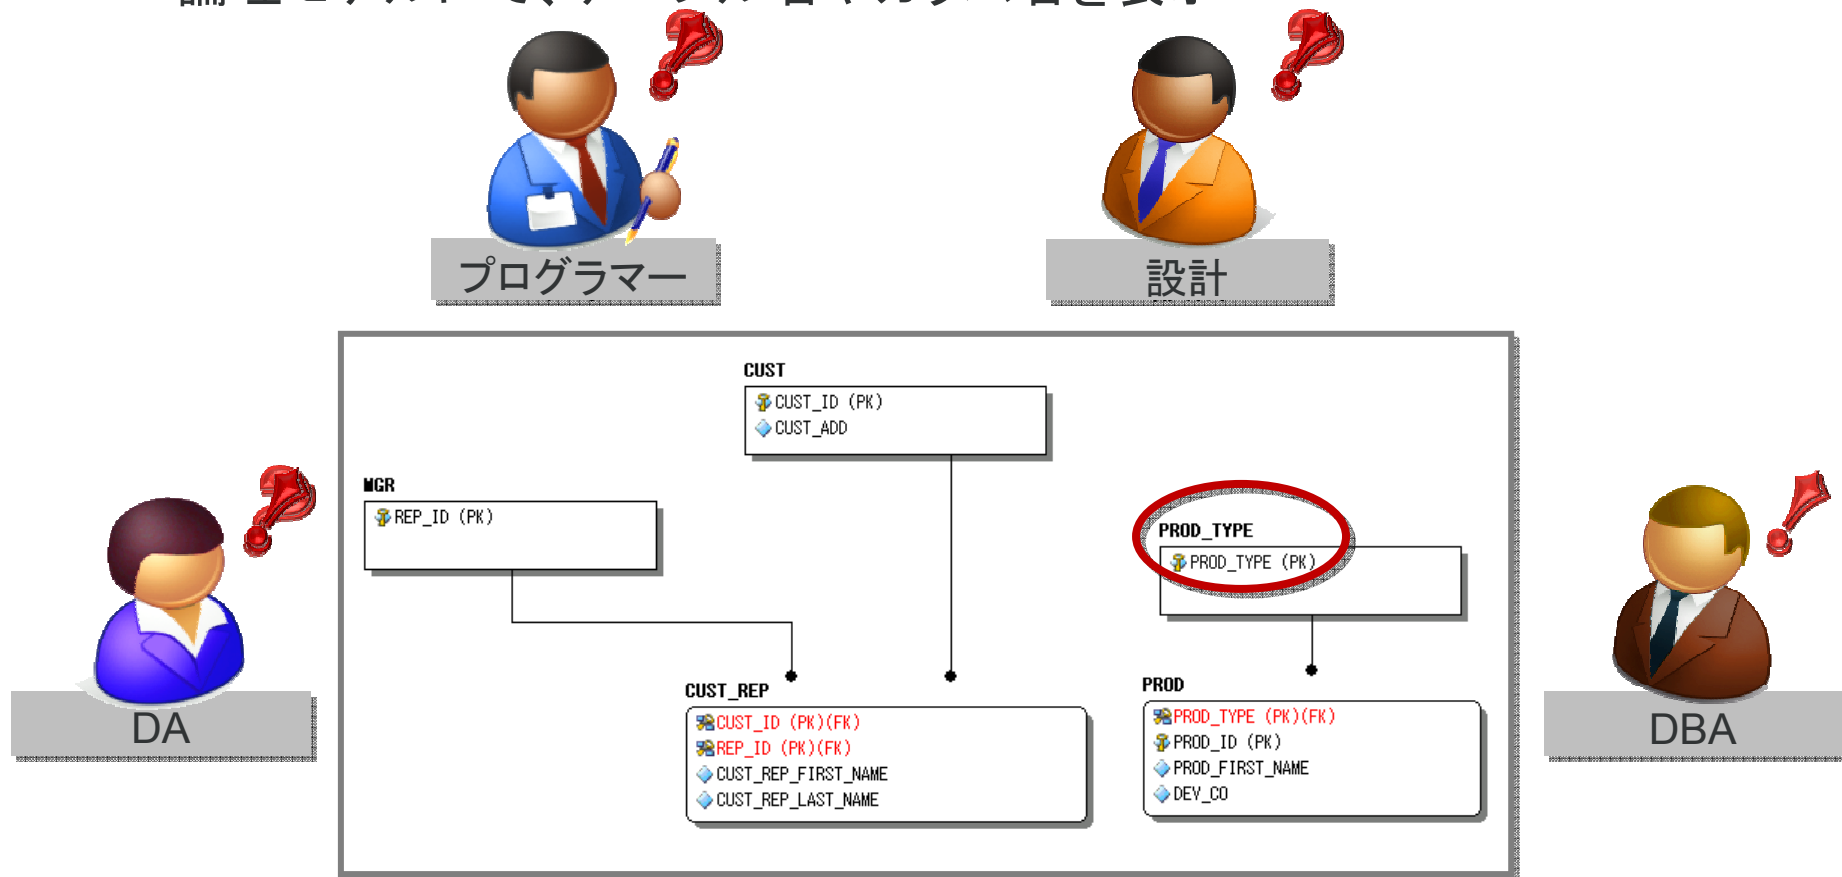 プログラマー
設計
CUST
CUST_ID (PK)
CUST_ADD
MGR
REP_ID (PK)
PROD_TYPE
PROD_TYPE (PK)
DA
DBA
CUST_REP
CUST_ID (PK)(FK)
REP_ID (PK)(FK)
CUST_REP_FIRST_NAME
CUST_REP_LAST_NAME
PROD
PROD_TYPE (PK)(FK)
PROD_ID (PK)
PROD_FIRST_NAME
DEV_CO